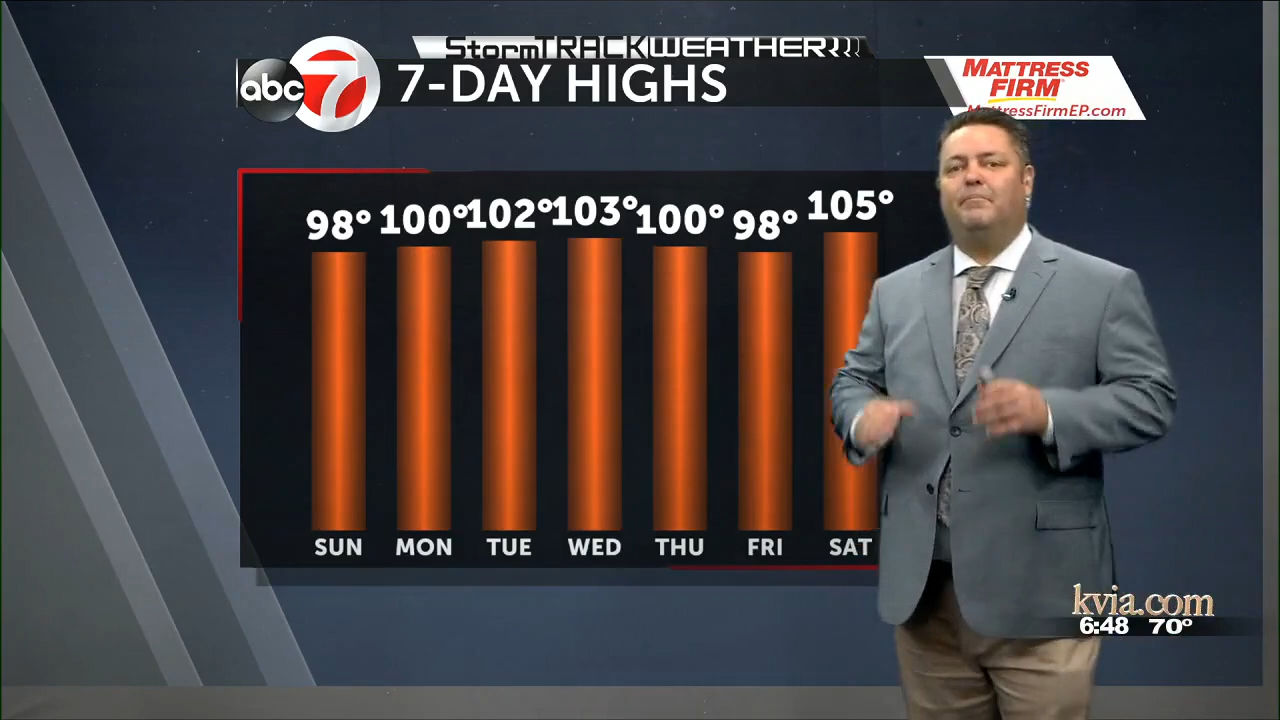 StormTRACKWEATHER
abc 7
7-DAY HIGHS
MATTRESS
FIRM
MattressFirmEP.com
98° 100° 102° 103° 100° 98° 105°
SUN MON TUE WED THU FRI SAT
kvia.com
6:48 70°